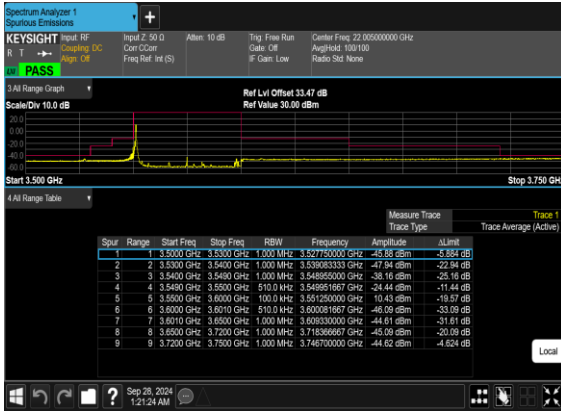 Spectrum Analyzer 1
Spurious Emissions
KEYSIGHT Input: RF Input Z: 50 Ω Atten: 10 dB Trig: Free Run Center Freq: 22.005000000 GHz
R T Coupling: DC Corr CCorr Gate: Off Avg|Hold: 100/100
Align: Off Freq Ref: Int (S) IF Gain: Low Radio Std: None
LXI PASS
3 All Range Graph Ref Lvl Offset 33.47 dB
Scale/Div 10.0 dB Ref Value 30.00 dBm
20.0
0.00
-20.0
-40.0
-60.0
Start 3.500 GHz Stop 3.750 GHz
4 All Range Table
Measure Trace Trace 1
Trace Type Trace Average (Active)
Spur Range Start Freq Stop Freq RBW Frequency Amplitude ΔLimit
1 1 3.5000 GHz 3.5300 GHz 1.000 MHz 3.527750000 GHz -45.88 dBm -5.884 dB
2 2 3.5300 GHz 3.5400 GHz 1.000 MHz 3.539083333 GHz -47.94 dBm -22.94 dB
3 3 3.5400 GHz 3.5490 GHz 1.000 MHz 3.548955000 GHz -38.16 dBm -25.16 dB
4 4 3.5490 GHz 3.5500 GHz 510.0 kHz 3.549951667 GHz -24.44 dBm -11.44 dB
5 5 3.5500 GHz 3.6000 GHz 100.0 kHz 3.551250000 GHz 10.43 dBm -19.57 dB
6 6 3.6000 GHz 3.6010 GHz 510.0 kHz 3.600081667 GHz -46.09 dBm -33.09 dB
7 7 3.6010 GHz 3.6500 GHz 1.000 MHz 3.609330000 GHz -44.61 dBm -31.61 dB
8 8 3.6500 GHz 3.7200 GHz 1.000 MHz 3.718366667 GHz -45.09 dBm -20.09 dB
9 9 3.7200 GHz 3.7500 GHz 1.000 MHz 3.746700000 GHz -44.62 dBm -4.624 dB
Local
Sep 28, 2024
1:21:24 AM